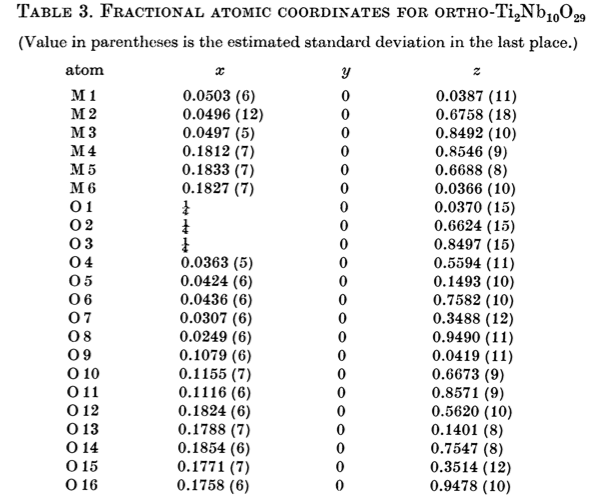 TABLE 3. FRACTIONAL ATOMIC COORDINATES FOR ORTHO-Ti₂Nb₁₀O₂₉
(Value in parentheses is the estimated standard deviation in the last place.)
atom x y z
M 1 0.0503 (6) 0 0.0387 (11)
M 2 0.0496 (12) 0 0.6758 (18)
M 3 0.0497 (5) 0 0.8492 (10)
M 4 0.1812 (7) 0 0.8546 (9)
M 5 0.1833 (7) 0 0.6688 (8)
M 6 0.1827 (7) 0 0.0366 (10)
O 1 ¼ 0 0.0370 (15)
O 2 ¼ 0 0.6624 (15)
O 3 ¼ 0 0.8497 (15)
O 4 0.0363 (5) 0 0.5594 (11)
O 5 0.0424 (6) 0 0.1493 (10)
O 6 0.0436 (6) 0 0.7582 (10)
O 7 0.0307 (6) 0 0.3488 (12)
O 8 0.0249 (6) 0 0.9490 (11)
O 9 0.1079 (6) 0 0.0419 (11)
O 10 0.1155 (7) 0 0.6673 (9)
O 11 0.1116 (6) 0 0.8571 (9)
O 12 0.1824 (6) 0 0.5620 (10)
O 13 0.1788 (7) 0 0.1401 (8)
O 14 0.1854 (6) 0 0.7547 (8)
O 15 0.1771 (7) 0 0.3514 (12)
O 16 0.1758 (6) 0 0.9478 (10)